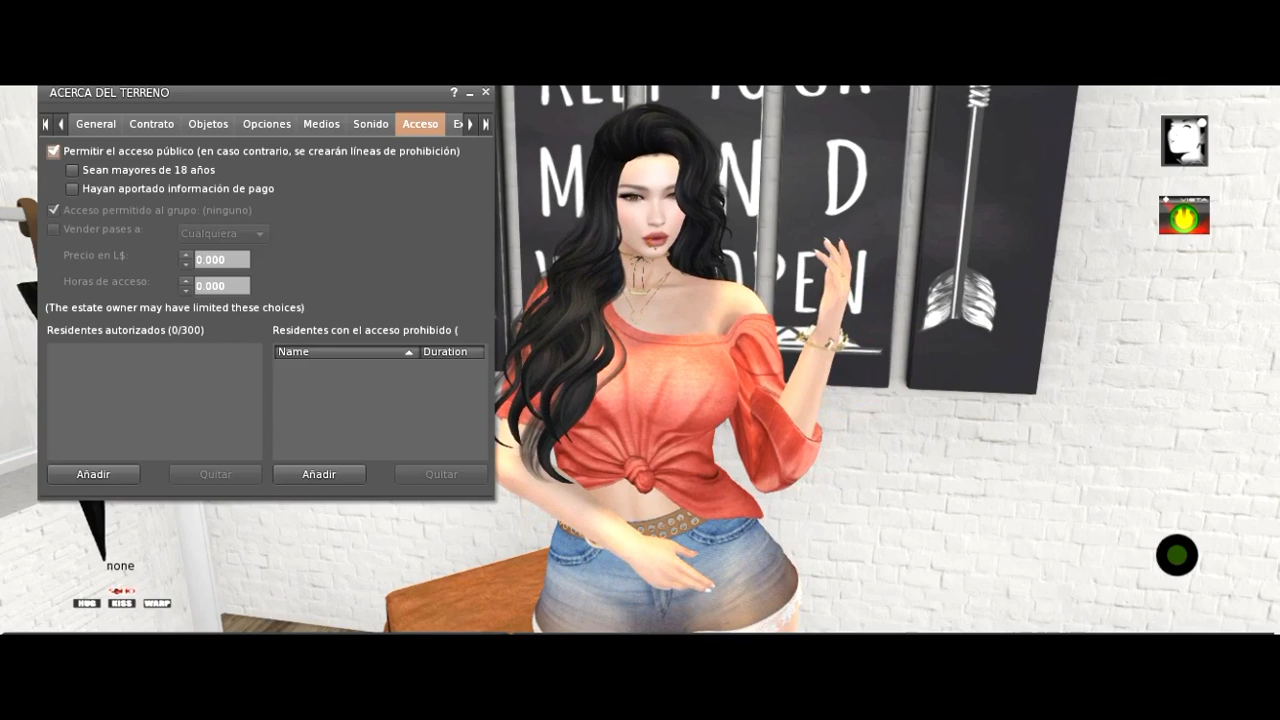 ACERCA DEL TERRENO
? _ ×
General Contrato Objetos Opciones Medios Sonido Acceso
Permitir el acceso público (en caso contrario, se crearán líneas de prohibición)
Sean mayores de 18 años
Hayan aportado información de pago
Acceso permitido al grupo: (ninguno)
Vender pases a: Cualquiera
Precio en L$: 0.000
Horas de acceso: 0.000
(The estate owner may have limited these choices)
Residentes autorizados (0/300) Residentes con el acceso prohibido (
Name Duration
Añadir Quitar Añadir Quitar
KEEP YOUR
M N D
OPEN
VISTA
none
HUG KISS WARP